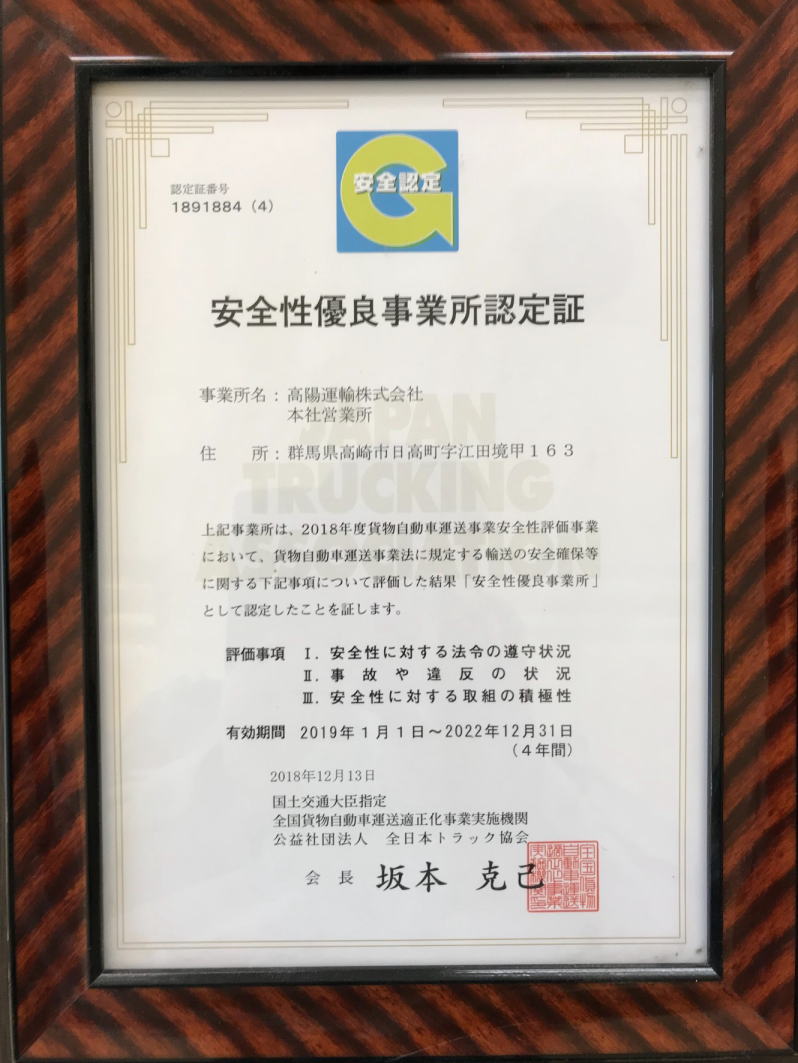 認定証番号
1891884（4）
安全認定
安全性優良事業所認定証
事業所名：高陽運輸株式会社
本社営業所
住　　所：群馬県高崎市日高町字江田境甲１６３
JAPAN
TRUCKING
ASSOCIATION
上記事業所は、2018年度貨物自動車運送事業安全性評価事業
において、貨物自動車運送事業法に規定する輸送の安全確保等
に関する下記事項について評価した結果「安全性優良事業所」
として認定したことを証します。
評価事項　Ⅰ．安全性に対する法令の遵守状況
Ⅱ．事故や違反の状況
Ⅲ．安全性に対する取組の積極性
有効期間　2019年１月１日～2022年12月31日
（４年間）
2018年12月13日
国土交通大臣指定
全国貨物自動車運送適正化事業実施機関
公益社団法人　全日本トラック協会
会　長　坂本　克己